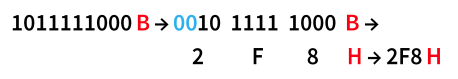 1011111000 B → 0010 1111 1000 B →
2 F 8 H → 2F8 H